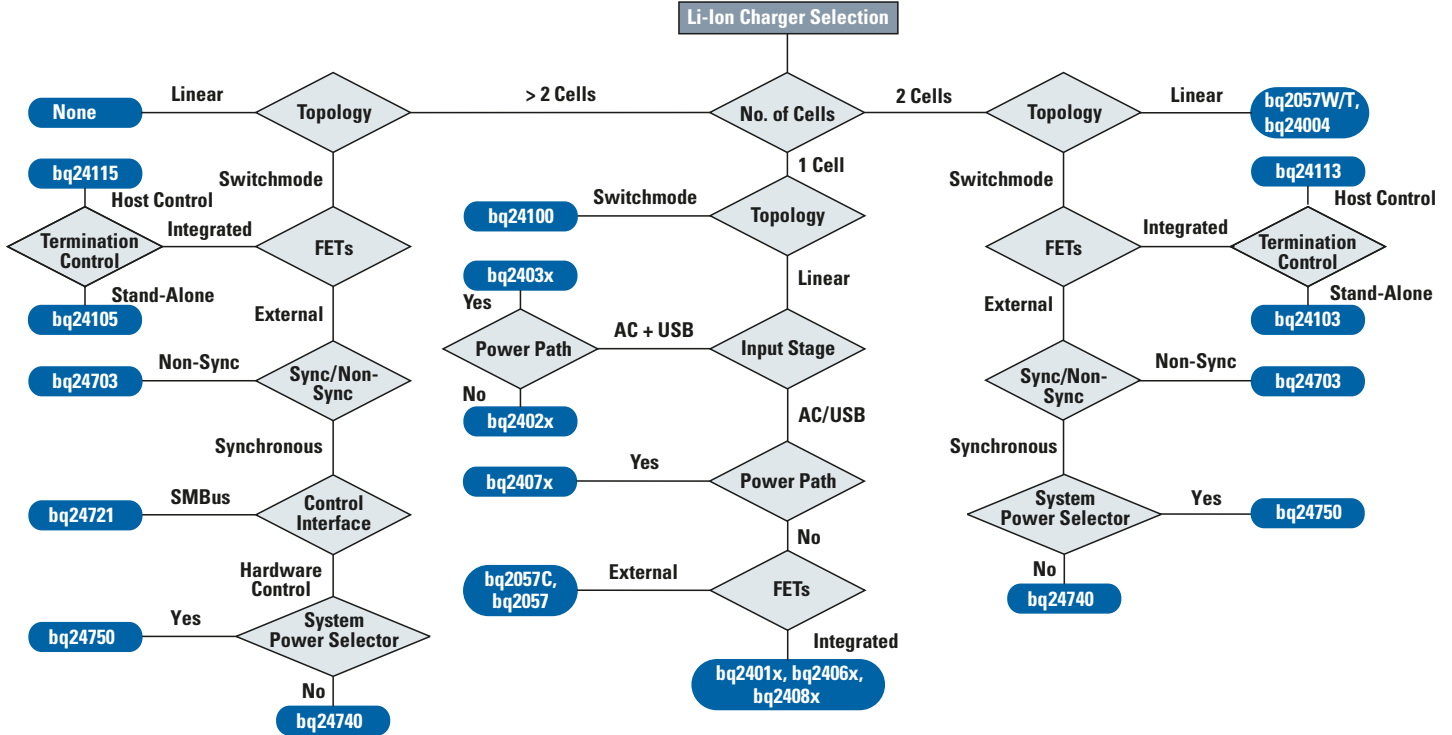 Li-Ion Charger Selection
None
Linear
Topology
> 2 Cells
No. of Cells
2 Cells
Topology
Linear
bq2057W/T,
bq24004
bq24115
Host Control
Switchmode
Termination
Control
Integrated
FETs
Stand-Alone
bq24105
External
bq24703
Non-Sync
Sync/Non-
Sync
Synchronous
bq24721
SMBus
Control
Interface
Hardware
Control
bq24750
Yes
System
Power Selector
No
bq24740
1 Cell
bq24100
Switchmode
Topology
Linear
bq2403x
Yes
Power Path
AC + USB
Input Stage
No
bq2402x
AC/USB
bq2407x
Yes
Power Path
No
bq2057C,
bq2057
External
FETs
Integrated
bq2401x, bq2406x,
bq2408x
Switchmode
bq24113
Host Control
FETs
Integrated
Termination
Control
Stand-Alone
bq24103
External
Sync/Non-
Sync
Non-Sync
bq24703
Synchronous
System
Power Selector
Yes
bq24750
No
bq24740